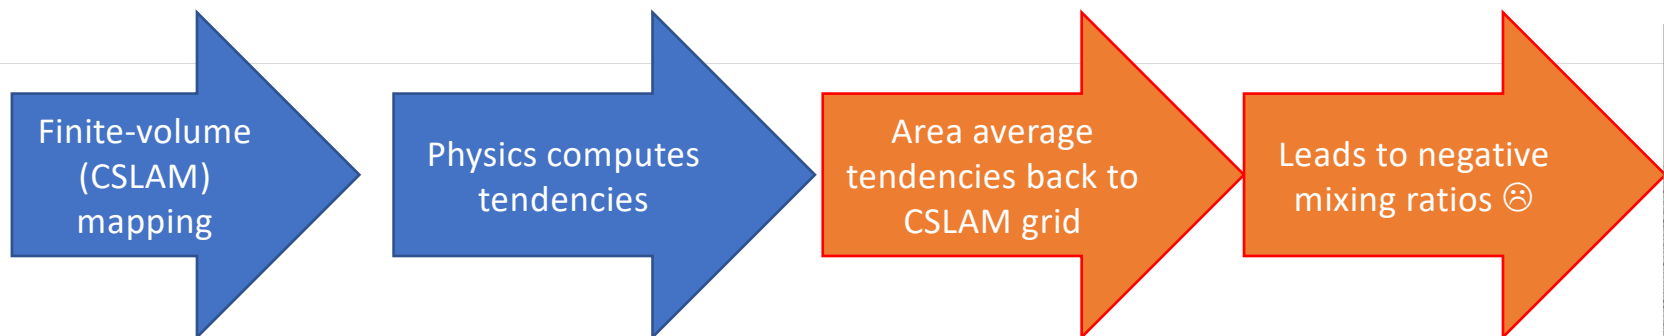 Finite-volume
(CSLAM)
mapping
Physics computes
tendencies
Area average
tendencies back to
CSLAM grid
Leads to negative
mixing ratios ☹